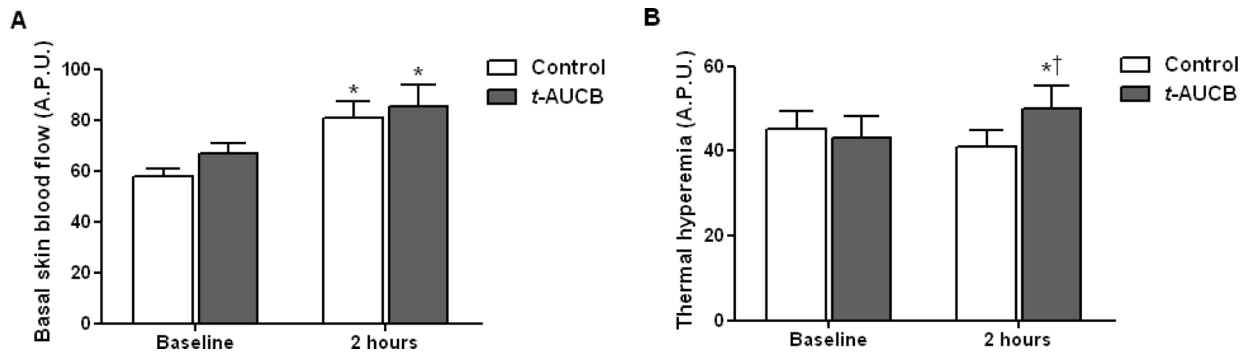 A
Basal skin blood flow (A.P.U.)
100
80
60
40
20
0
*
*
Baseline
2 hours
Control
t-AUCB
B
Thermal hyperemia (A.P.U.)
60
40
20
0
*†
Baseline
2 hours
Control
t-AUCB